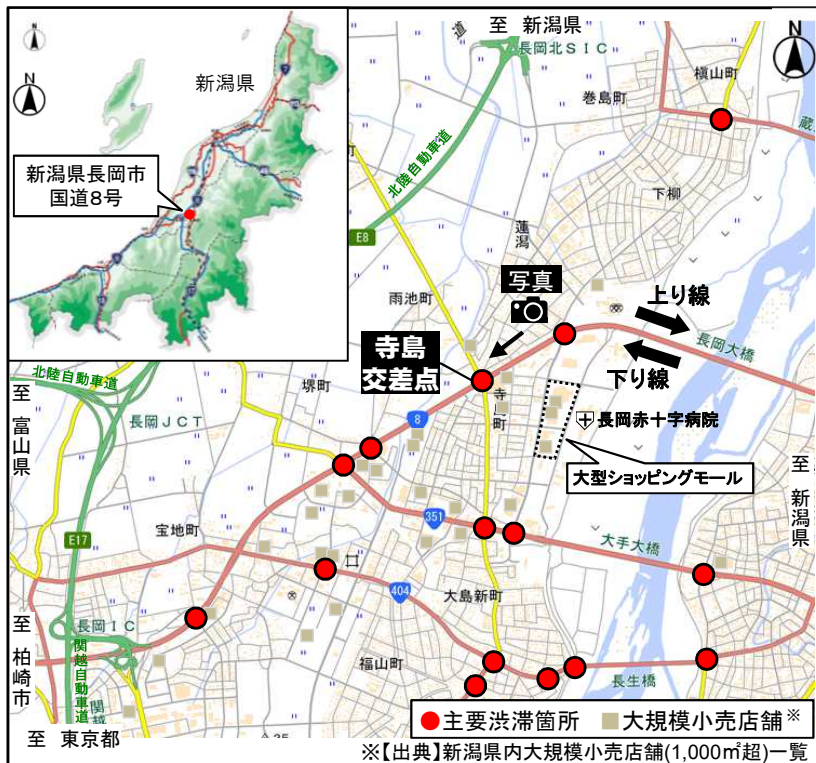 至 新潟県
N
N
新潟県
新潟県長岡市
国道8号
道
長岡北SIC
槇山町
巻島町
N
北陸自動車道
蔵
下柳
E8
蓮潟
雨池町
写真
上り線
長岡大橋
下り線
寺島
交差点
北陸自動車道
至 富山県
堺町
長岡JCT
8
寺
町
長岡赤十字病院
大型ショッピングモール
至 新潟県
351
宝地町
E17
大手大橋
404
大島新町
至 柏崎市
長岡IC
関越自動車道
福山町
長生橋
関越
至 東京都
主要渋滞箇所
大規模小売店舗※
※【出典】新潟県内大規模小売店舗(1,000㎡超)一覧